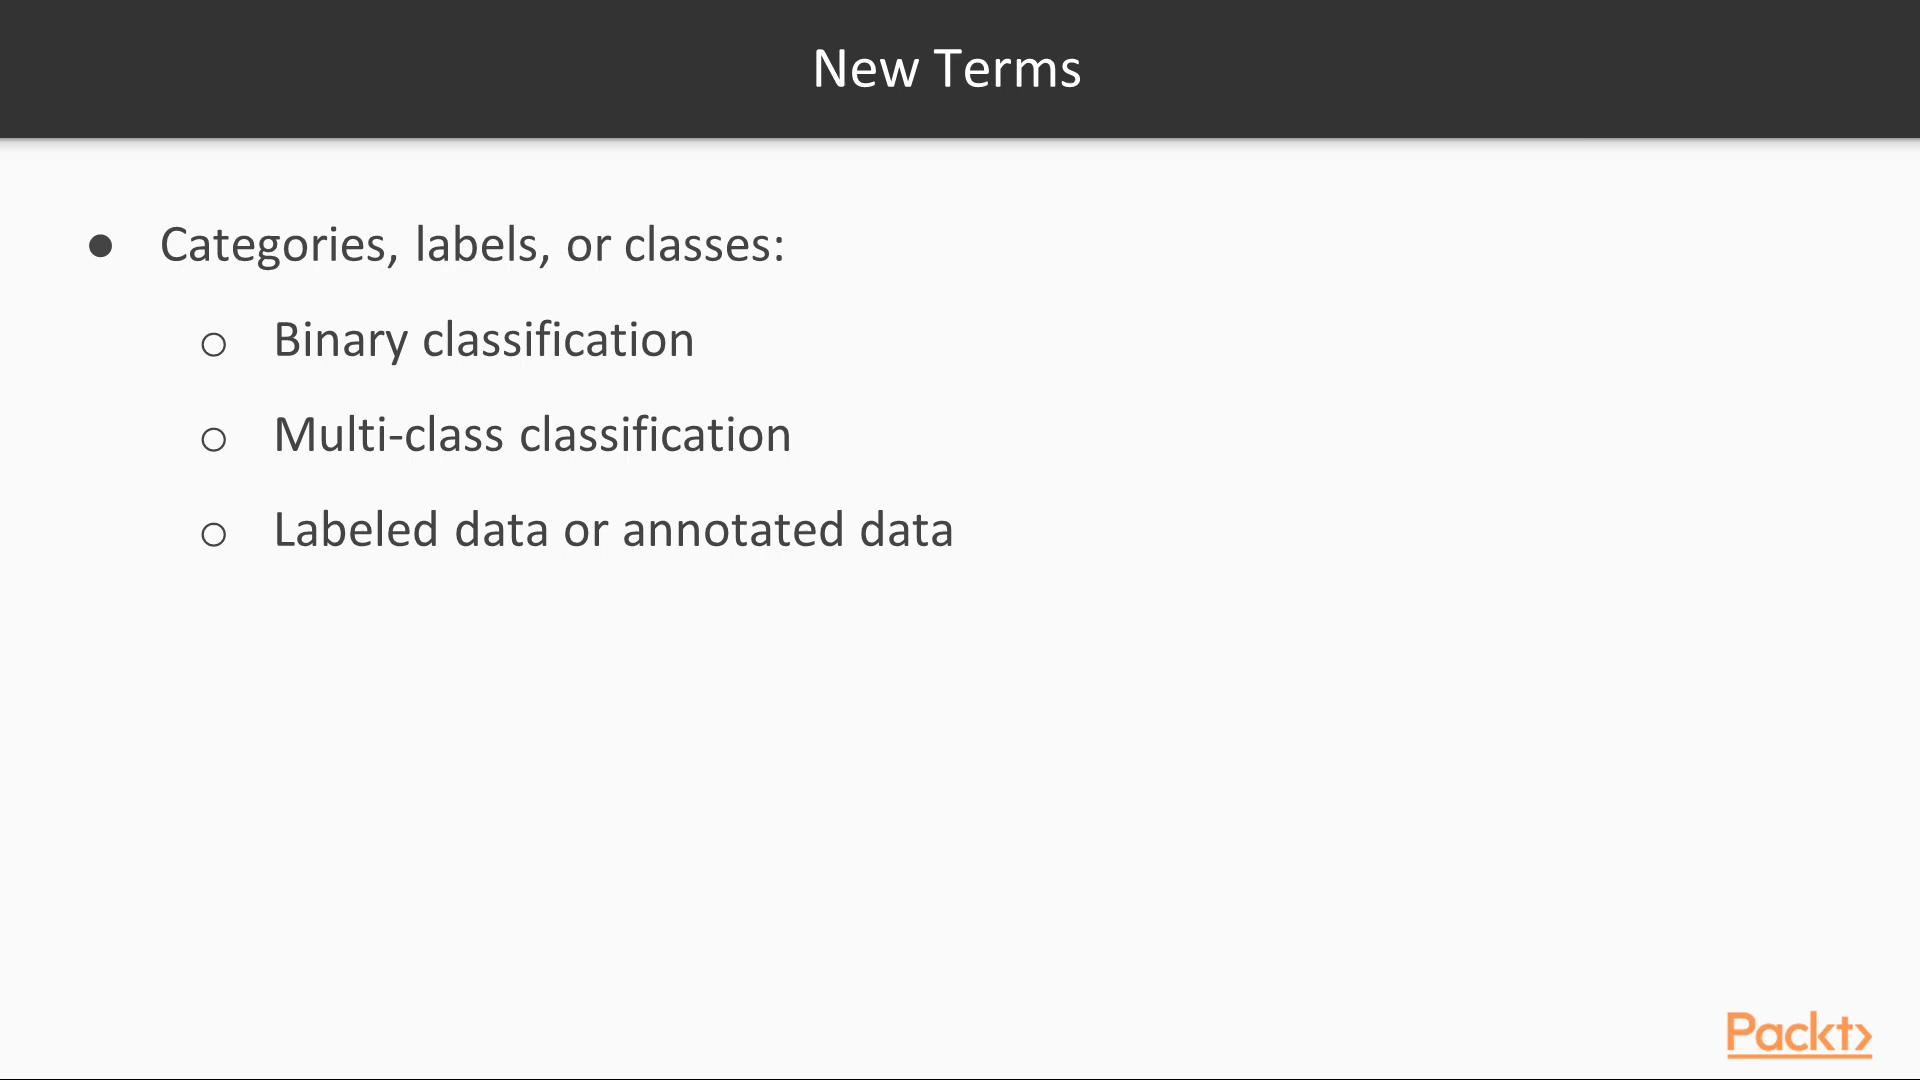 New Terms
● Categories, labels, or classes:
○ Binary classification
○ Multi-class classification
○ Labeled data or annotated data
Packt>